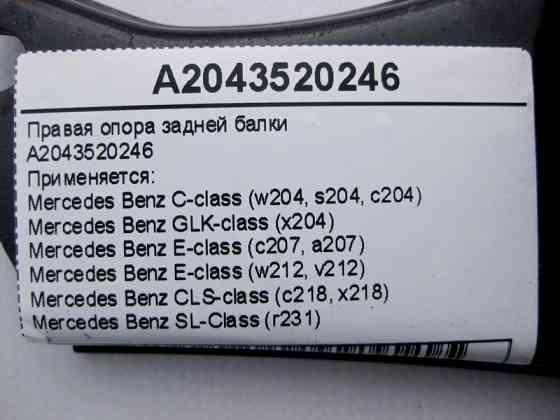 A2043520246
Правая опора задней балки
A2043520246
Применяется:
Mercedes Benz C-class (w204, s204, c204)
Mercedes Benz GLK-class (x204)
Mercedes Benz E-class (c207, a207)
Mercedes Benz E-class (w212, v212)
Mercedes Benz CLS-class (c218, x218)
Mercedes Benz SL-Class (r231)